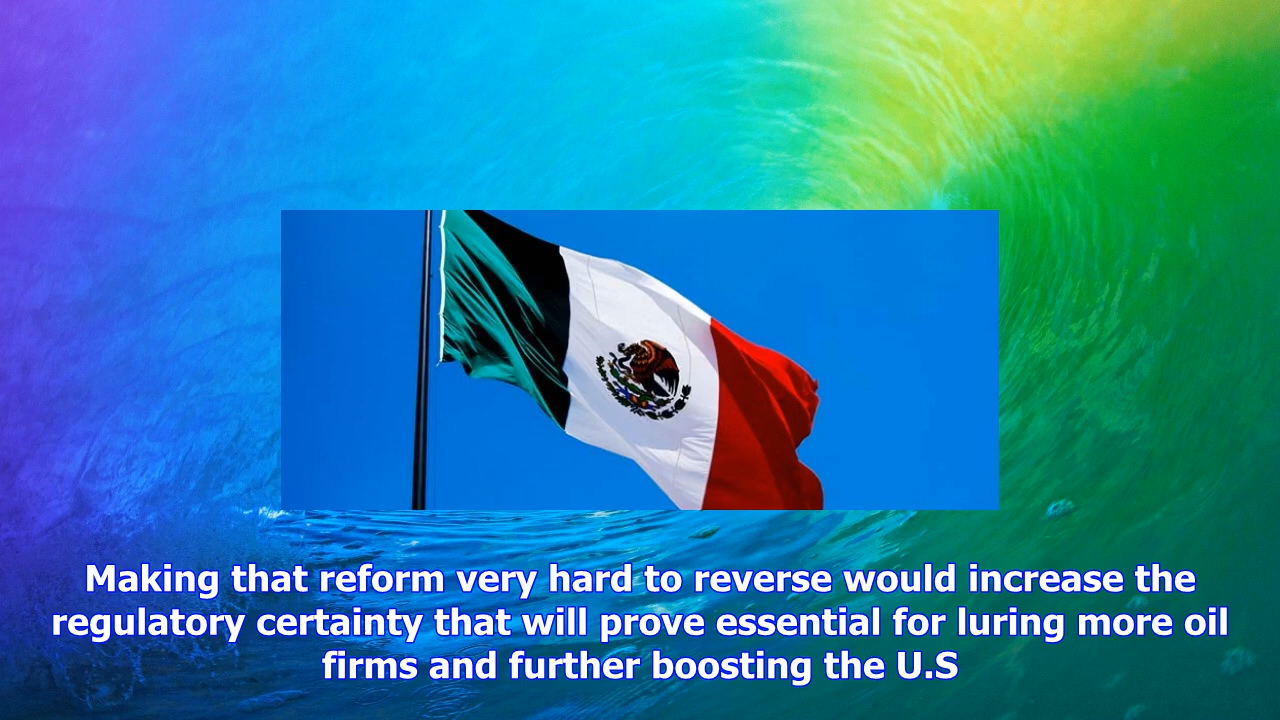 Making that reform very hard to reverse would increase the
regulatory certainty that will prove essential for luring more oil
firms and further boosting the U.S